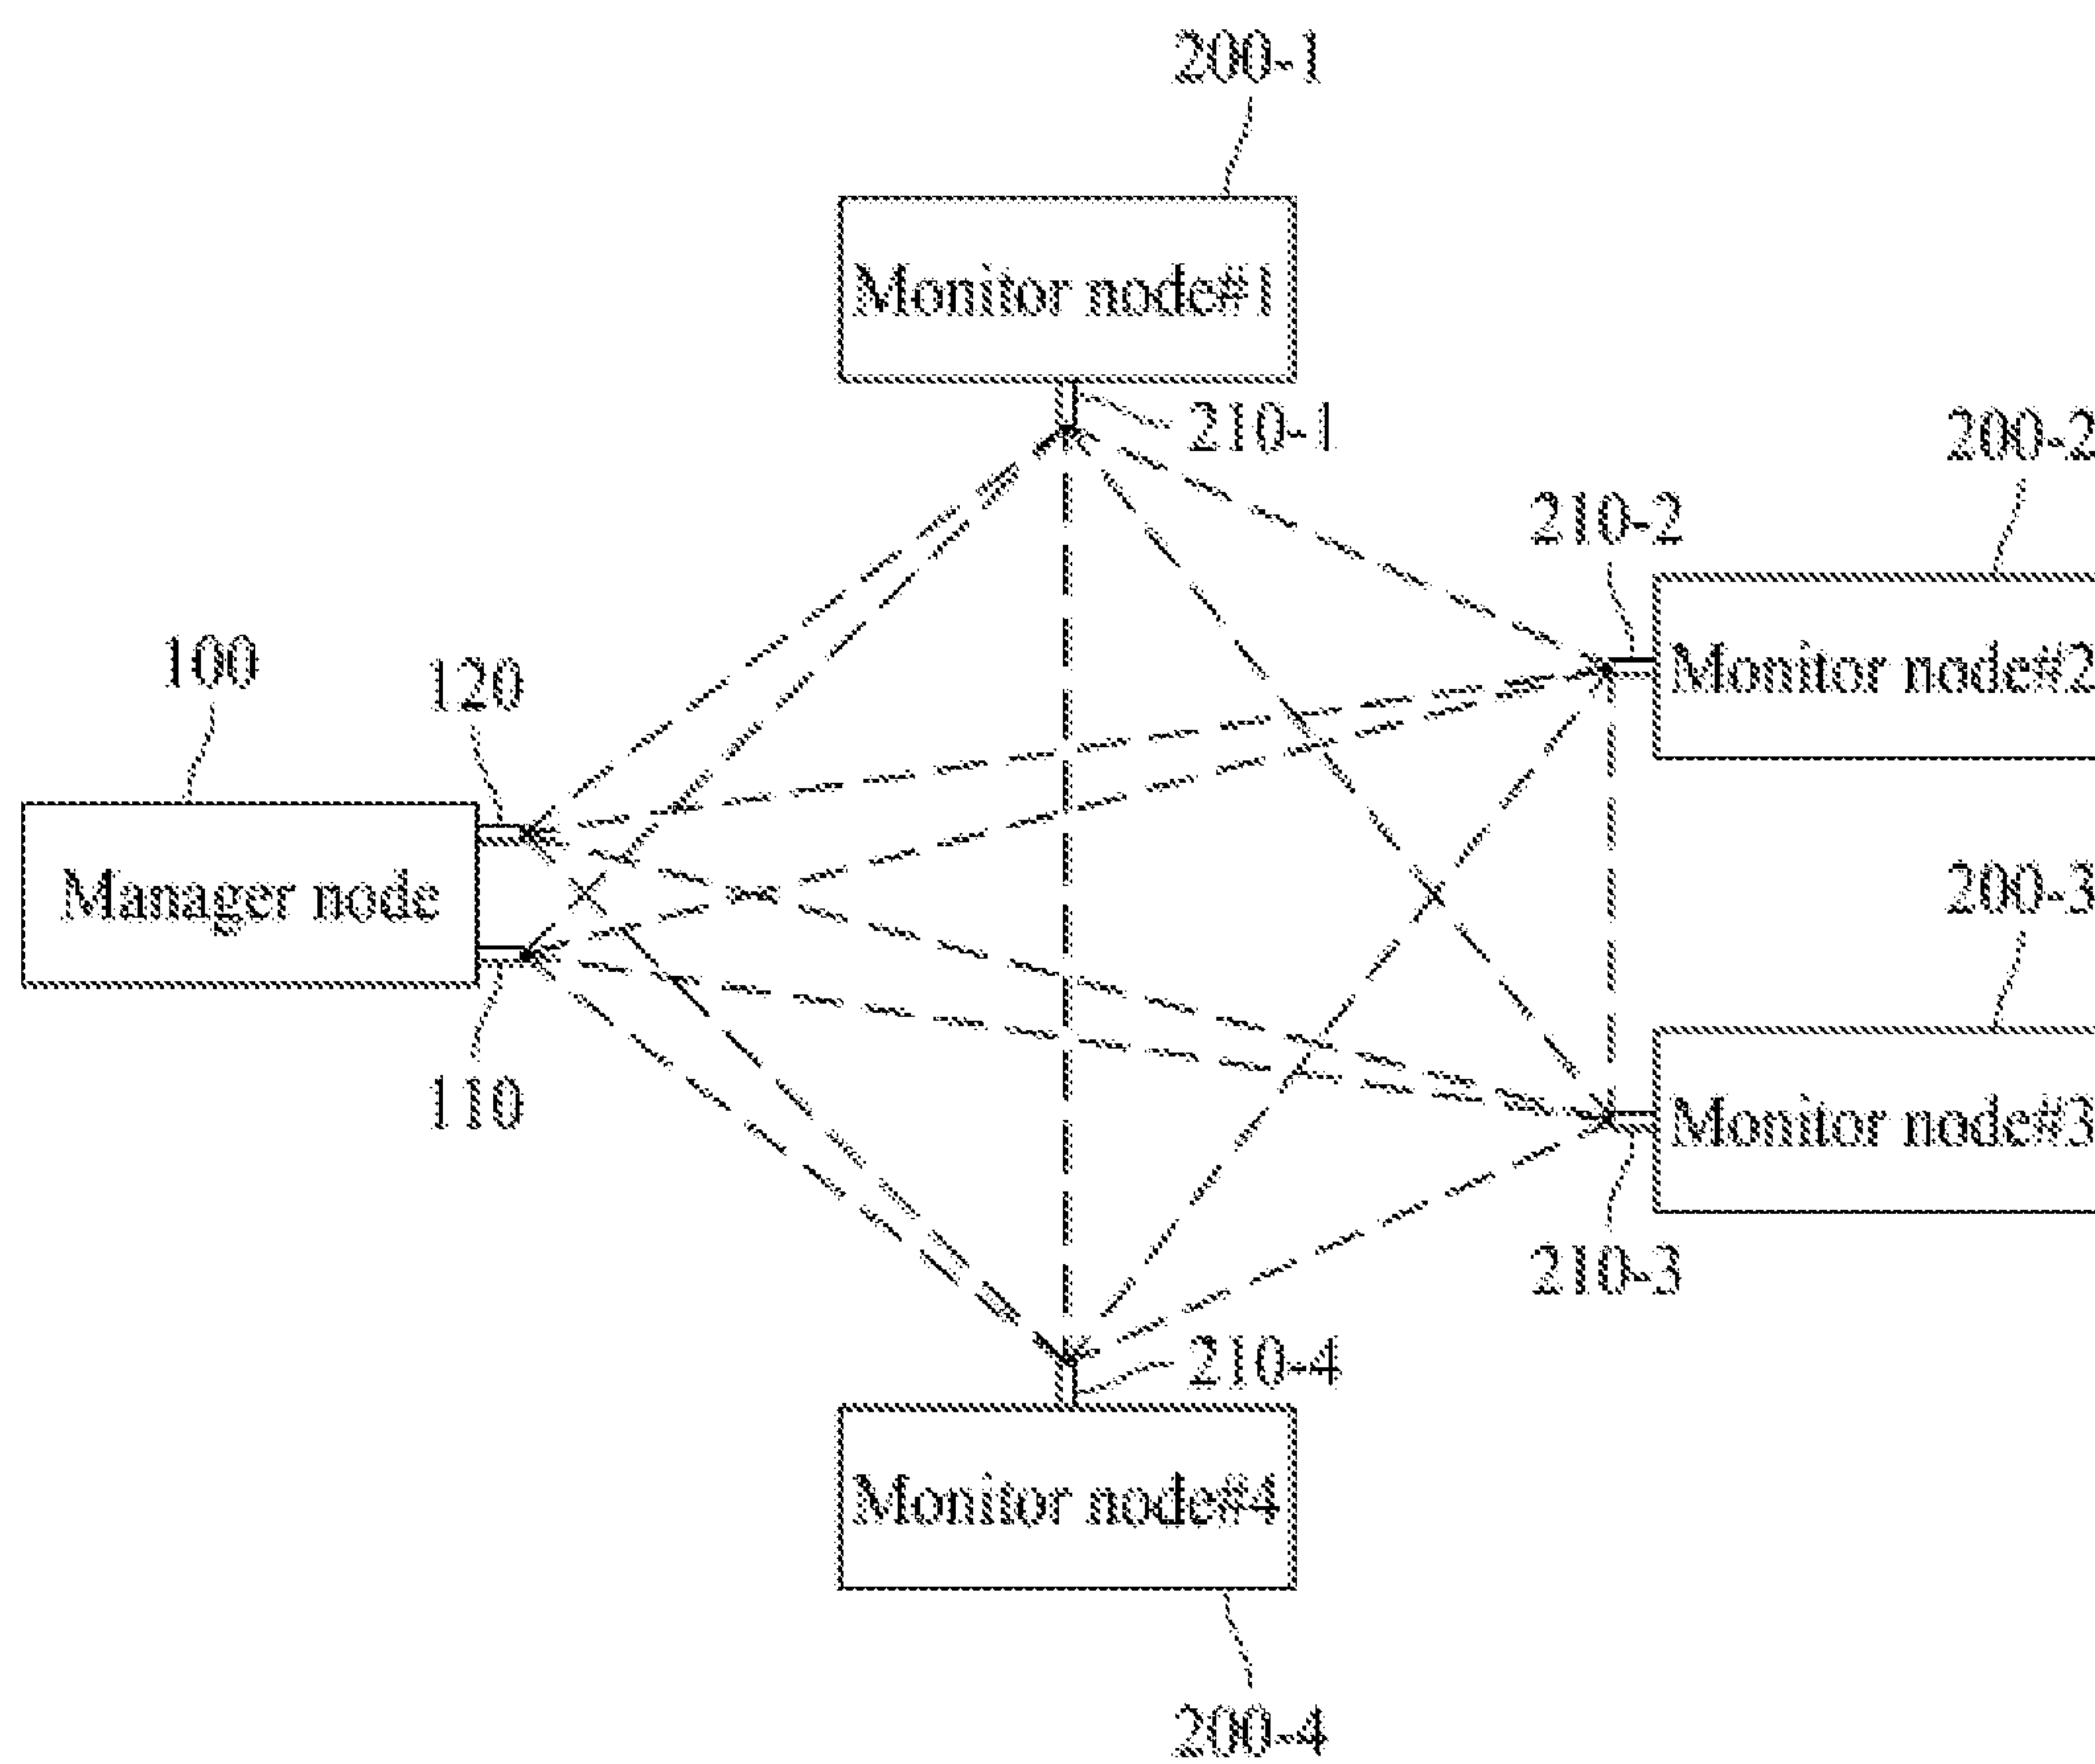 200-1
Monitor node#1
210-1
200-2
210-2
Monitor node#2
100
120
Manager node
110
200-3
Monitor node#3
210-3
210-4
Monitor node#4
200-4